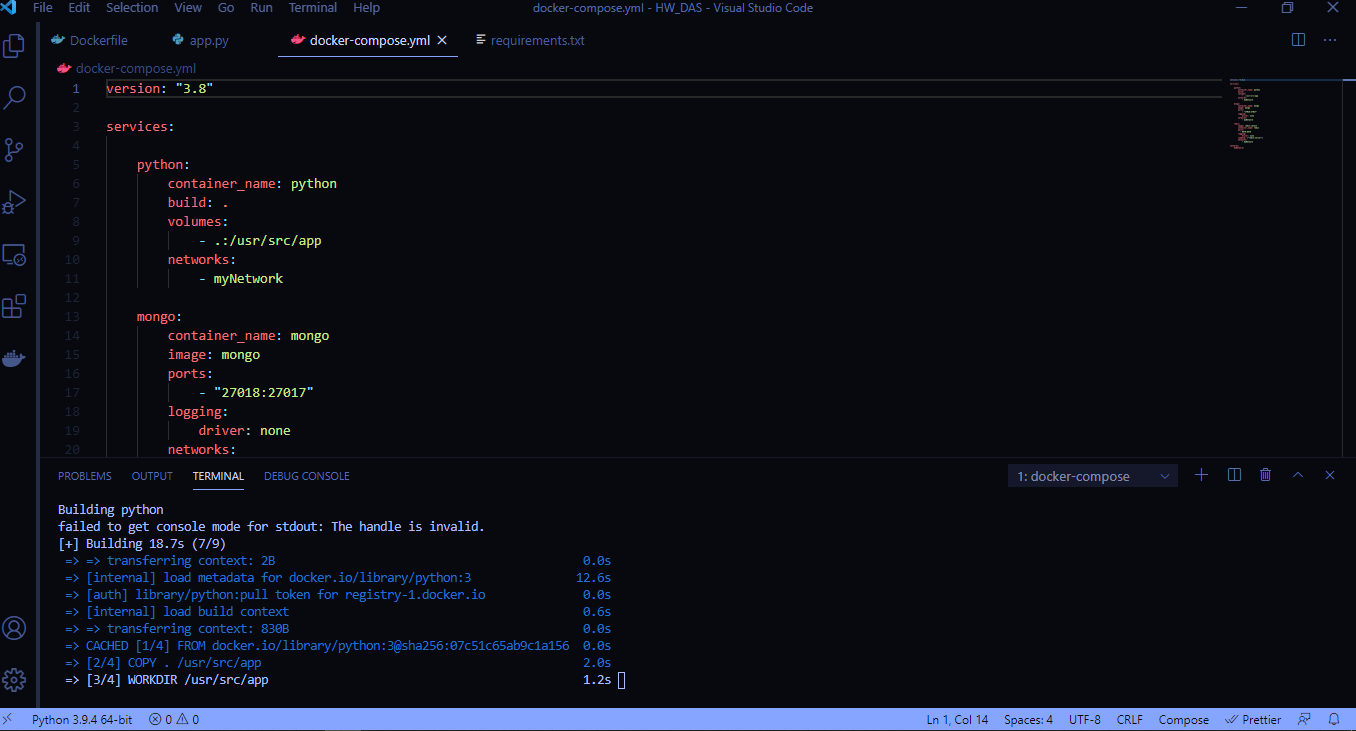 File Edit Selection View Go Run Terminal Help docker-compose.yml - HW_DAS - Visual Studio Code
Dockerfile app.py docker-compose.yml requirements.txt
docker-compose.yml
1 version: "3.8"
2
3 services:
4
5 python:
6 container_name: python
7 build: .
8 volumes:
9 - .:/usr/src/app
10 networks:
11 - myNetwork
12
13 mongo:
14 container_name: mongo
15 image: mongo
16 ports:
17 - "27018:27017"
18 logging:
19 driver: none
20 networks:
PROBLEMS OUTPUT TERMINAL DEBUG CONSOLE 1: docker-compose
Building python
failed to get console mode for stdout: The handle is invalid.
[+] Building 18.7s (7/9)
=> => transferring context: 2B 0.0s
=> [internal] load metadata for docker.io/library/python:3 12.6s
=> [auth] library/python:pull token for registry-1.docker.io 0.0s
=> [internal] load build context 0.6s
=> => transferring context: 830B 0.0s
=> CACHED [1/4] FROM docker.io/library/python:3@sha256:07c51c65ab9c1a156 0.0s
=> [2/4] COPY . /usr/src/app 2.0s
=> [3/4] WORKDIR /usr/src/app 1.2s
Python 3.9.4 64-bit 0 0 Ln 1, Col 14 Spaces: 4 UTF-8 CRLF Compose Prettier